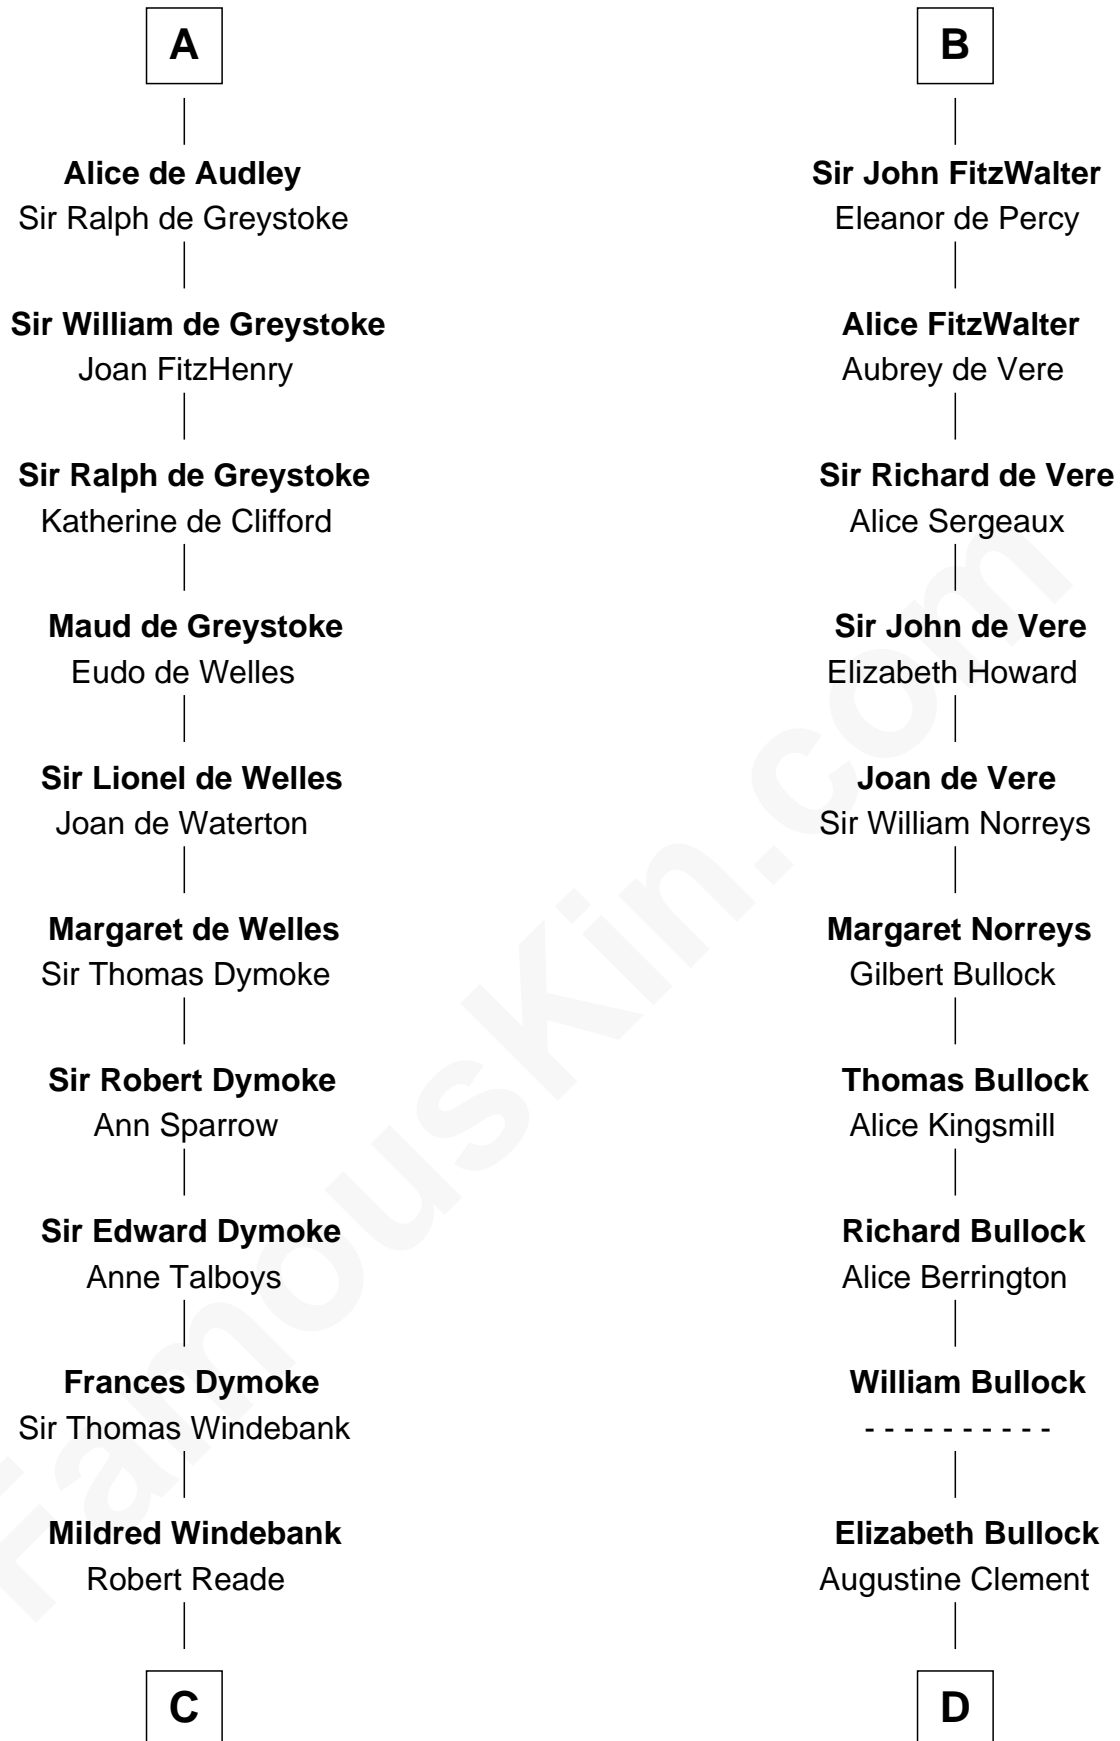 A
Alice de Audley
Sir Ralph de Greystoke
Sir William de Greystoke
Joan FitzHenry
Sir Ralph de Greystoke
Katherine de Clifford
Maud de Greystoke
Eudo de Welles
Sir Lionel de Welles
Joan de Waterton
Margaret de Welles
Sir Thomas Dymoke
Sir Robert Dymoke
Ann Sparrow
Sir Edward Dymoke
Anne Talboys
Frances Dymoke
Sir Thomas Windebank
Mildred Windebank
Robert Reade
C
B
Sir John FitzWalter
Eleanor de Percy
Alice FitzWalter
Aubrey de Vere
Sir Richard de Vere
Alice Sergeaux
Sir John de Vere
Elizabeth Howard
Joan de Vere
Sir William Norreys
Margaret Norreys
Gilbert Bullock
Thomas Bullock
Alice Kingsmill
Richard Bullock
Alice Berrington
William Bullock
- - - - - - - - - -
Elizabeth Bullock
Augustine Clement
D
FamousKin.com